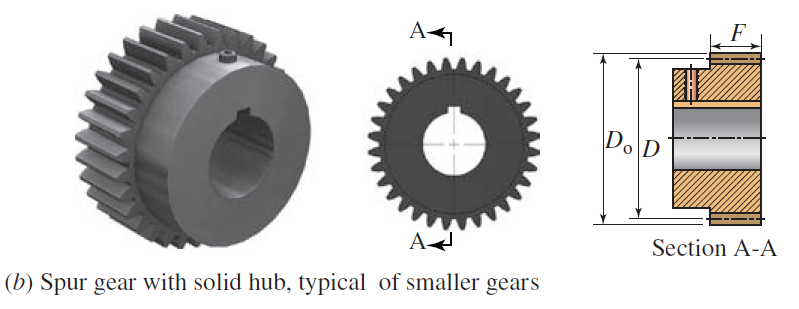 A
F
Dₒ
D
A
Section A-A
(b) Spur gear with solid hub, typical of smaller gears